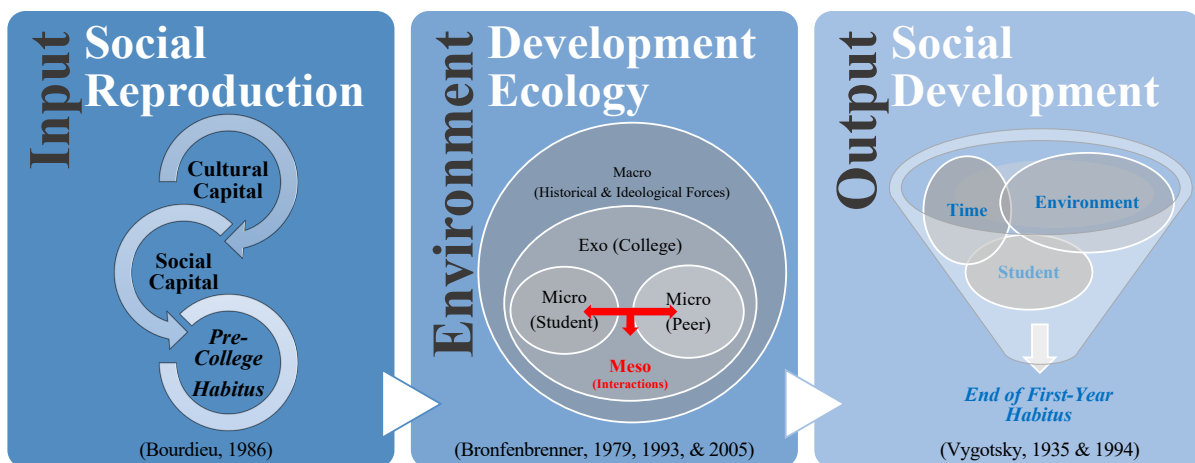 Input
Social
Reproduction
Cultural
Capital
Social
Capital
Pre-
College
Habitus
(Bourdieu, 1986)
Environment
Development
Ecology
Macro
(Historical & Ideological Forces)
Exo (College)
Micro
(Student)
Micro
(Peer)
Meso
(Interactions)
(Bronfenbrenner, 1979, 1993, & 2005)
Output
Social
Development
Time
Environment
Student
End of First-Year
Habitus
(Vygotsky, 1935 & 1994)